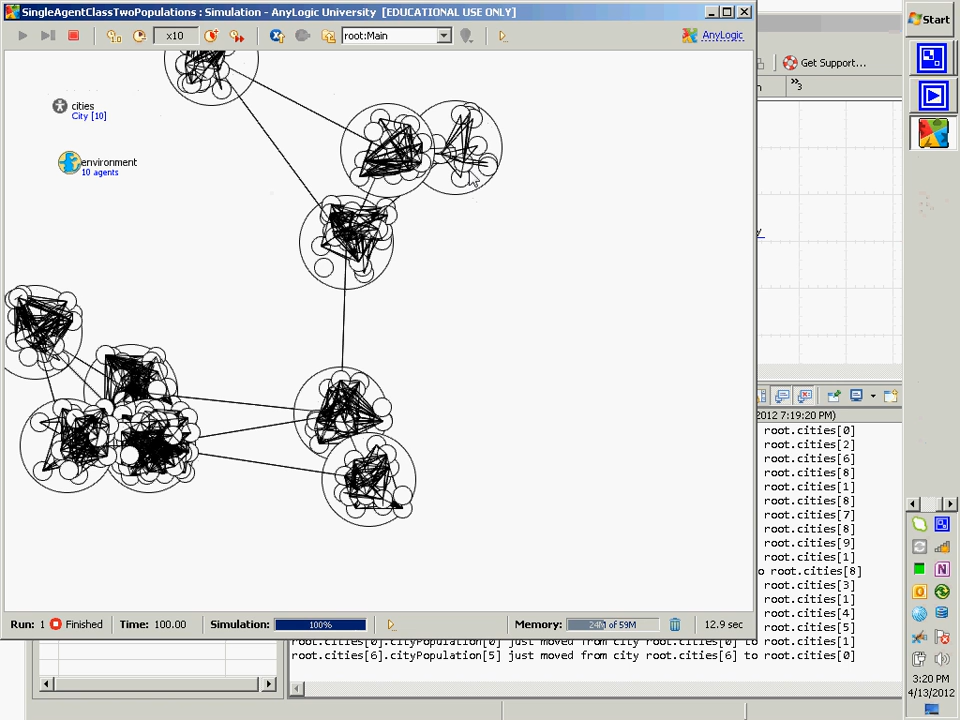 SingleAgentClassTwoPopulations : Simulation - AnyLogic University [EDUCATIONAL USE ONLY]
x10
root:Main
AnyLogic
Get Support...
Start
3
cities
City [10]
environment
10 agents
2012 7:19:20 PM)
root.cities[0]
root.cities[2]
root.cities[6]
root.cities[8]
root.cities[1]
root.cities[8]
root.cities[7]
root.cities[8]
root.cities[9]
root.cities[1]
root.cities[8]
root.cities[3]
root.cities[1]
root.cities[4]
root.cities[5]
root.cities[0].cityPopulation[0] just moved from city root.cities[0] to root.cities[1]
root.cities[6].cityPopulation[5] just moved from city root.cities[6] to root.cities[0]
Run: 1 Finished Time: 100.00 Simulation: 100% Memory: 24M of 59M 12.9 sec
3:20 PM
4/13/2012